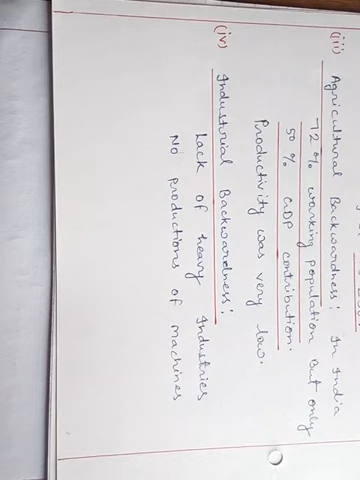 (iii) Agricultural Backwardness: In India
72% working population but only
50% GDP contribution.
Productivity was very low.
(iv) Industrial Backwardness:
Lack of heavy Industries
No productions of machines